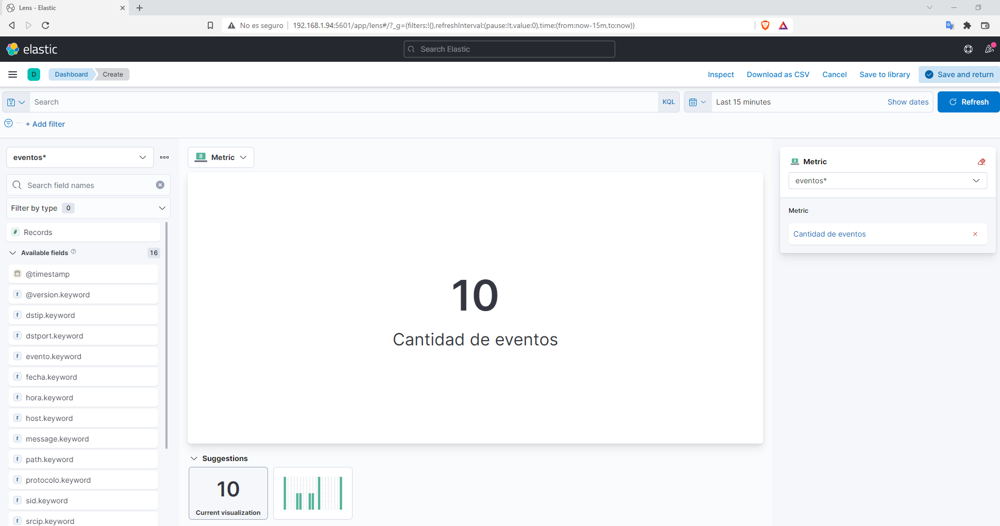 Lens - Elastic
No es seguro 192.168.1.94:5601/app/lens#/?_g=(filters:!(),refreshInterval:(pause:!t,value:0),time:(from:now-15m,to:now))
elastic
Search Elastic
D Dashboard Create
Inspect Download as CSV Cancel Save to library Save and return
Search KQL
Last 15 minutes Show dates Refresh
+ Add filter
eventos*
Search field names
Filter by type 0
# Records
Available fields 16
@timestamp
t @version.keyword
t dstip.keyword
t dstport.keyword
t evento.keyword
t fecha.keyword
t hora.keyword
t host.keyword
t message.keyword
t path.keyword
t protocolo.keyword
t sid.keyword
t srcip.keyword
8 Metric
10
Cantidad de eventos
Suggestions
10
Current visualization
8 Metric
eventos*
Metric
Cantidad de eventos